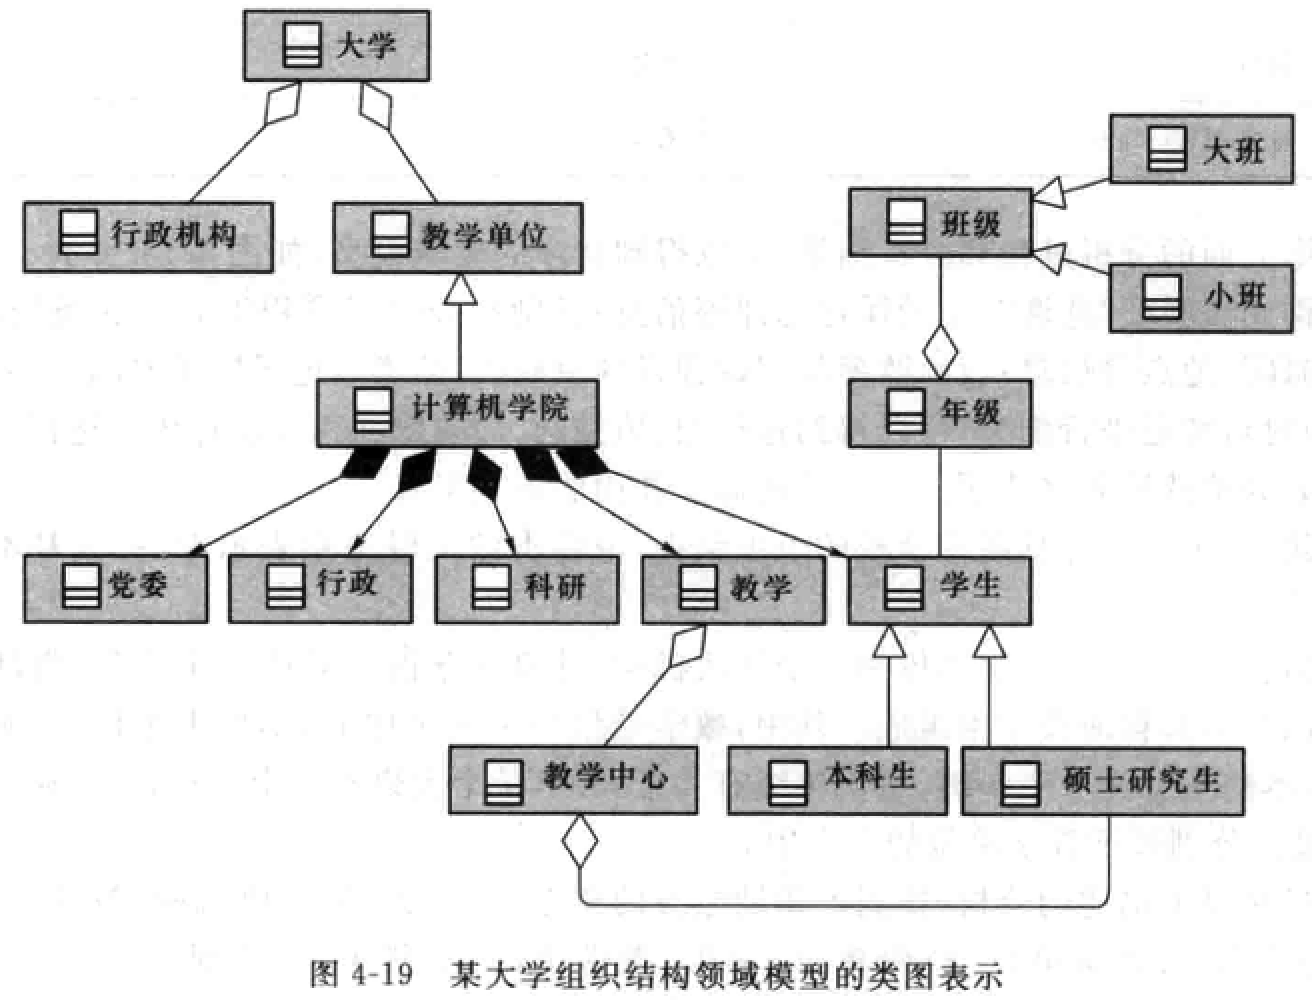 大学
大班
班级
行政机构
教学单位
小班
计算机学院
年级
党委
行政
科研
教学
学生
教学中心
本科生
硕士研究生
图 4-19 某大学组织结构领域模型的类图表示